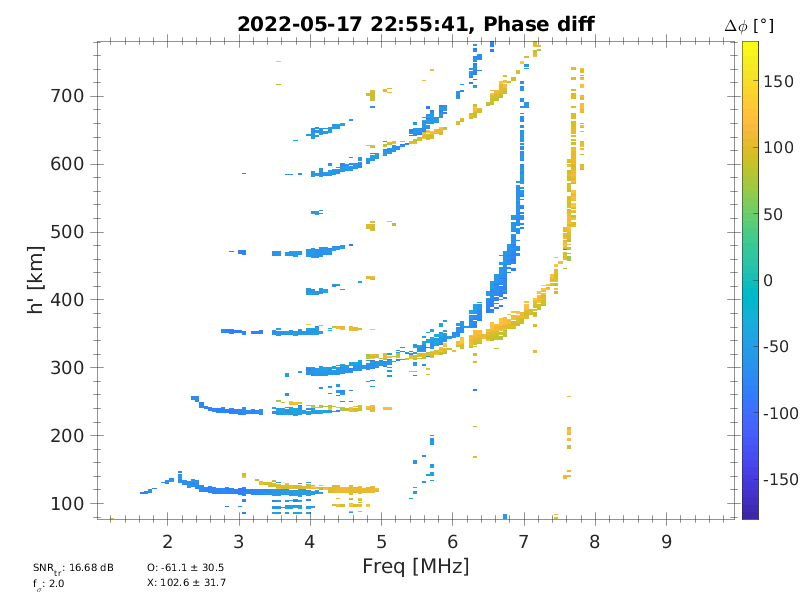 2022-05-17 22:55:41, Phase diff
Δϕ [°]
h' [km]
700
600
500
400
300
200
100
150
100
50
0
-50
-100
-150
2 3 4 5 6 7 8 9
Freq [MHz]
SNRtr: 16.68 dB O: -61.1 ± 30.5
fσ: 2.0 X: 102.6 ± 31.7